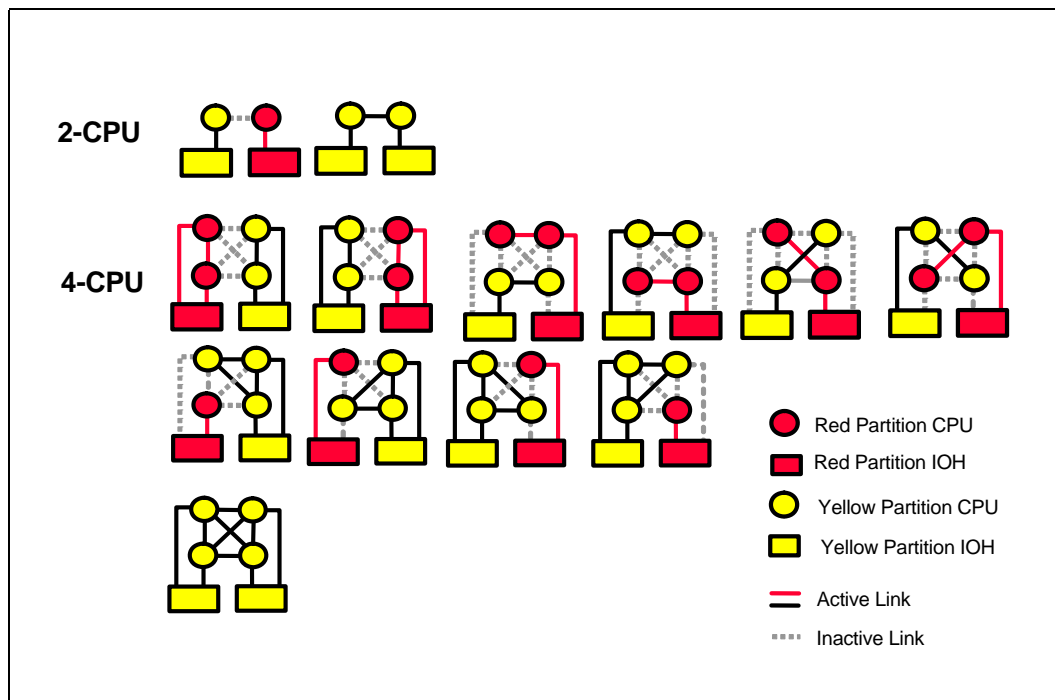 2-CPU
4-CPU
Red Partition CPU
Red Partition IOH
Yellow Partition CPU
Yellow Partition IOH
Active Link
Inactive Link